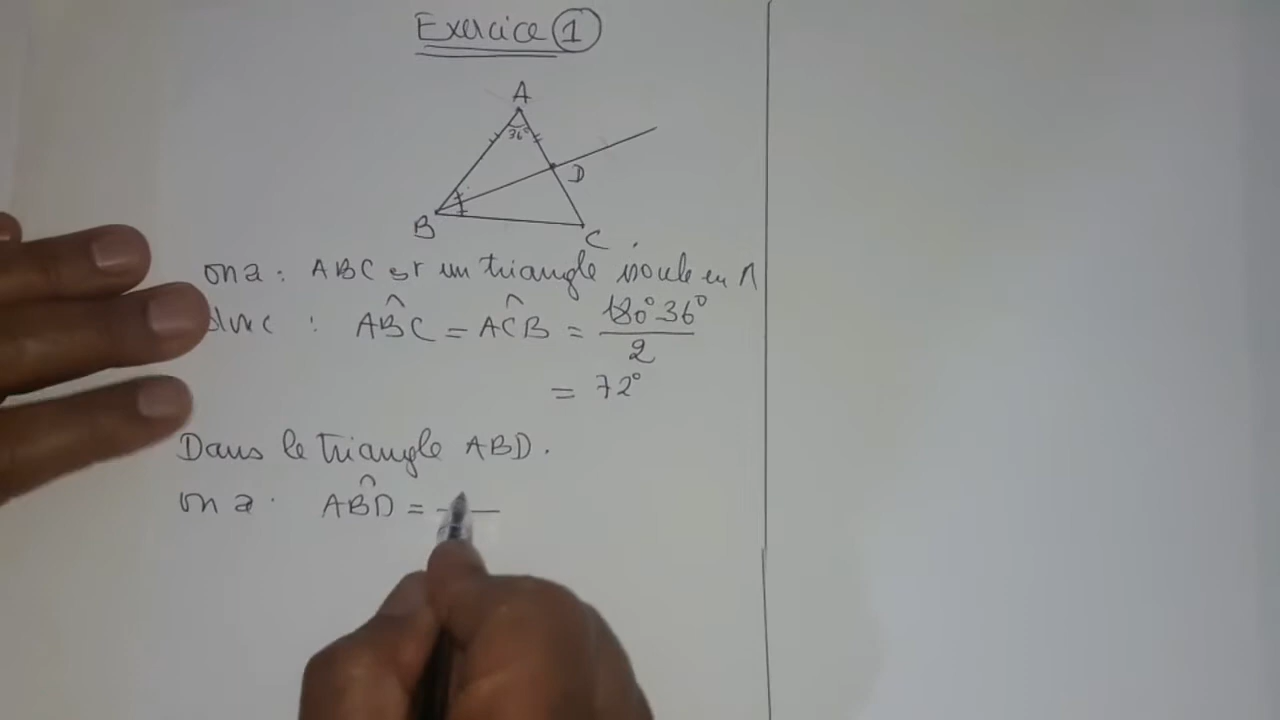 Exercice 1
A
36°
D
B
C
on a : ABC est un triangle isocèle en A
donc : ABC = ACB = 180° 36°
2
= 72°
Dans le triangle ABD.
on a : ABD =